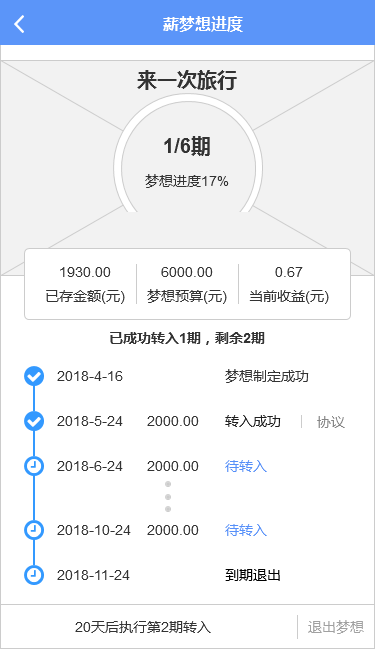 薪梦想进度
来一次旅行
1/6期
梦想进度17%
1930.00 6000.00 0.67
已存金额(元) 梦想预算(元) 当前收益(元)
已成功转入1期，剩余2期
2018-4-16 梦想制定成功
2018-5-24 2000.00 转入成功 协议
2018-6-24 2000.00 待转入
2018-10-24 2000.00 待转入
2018-11-24 到期退出
20天后执行第2期转入 退出梦想